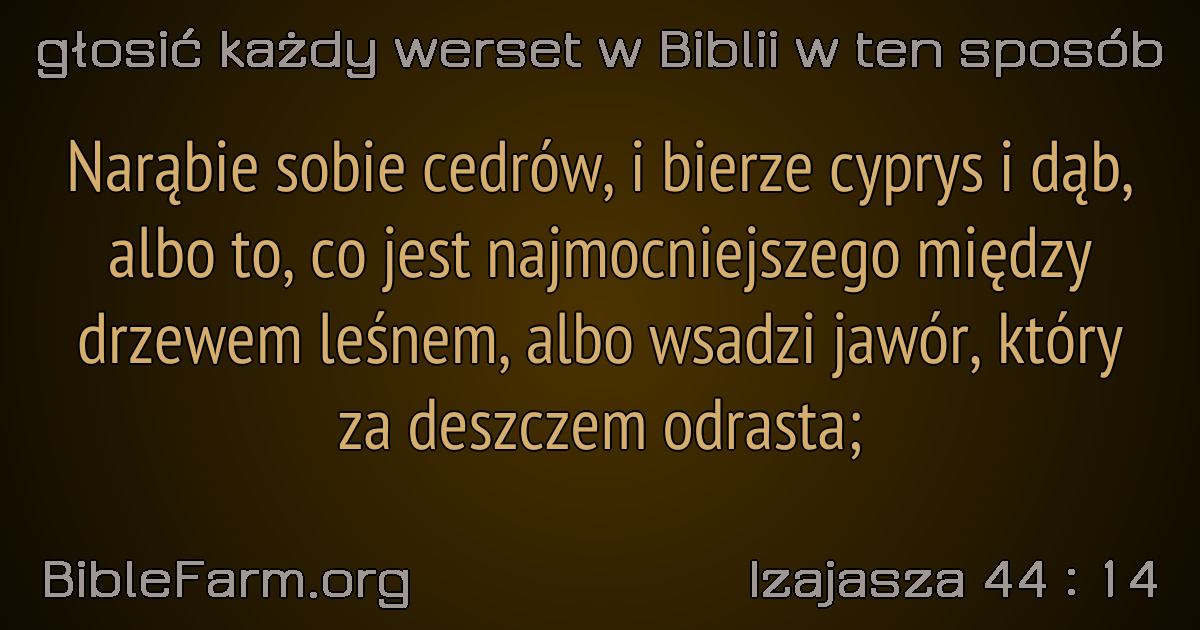 głosić każdy werset w Biblii w ten sposób
Narąbie sobie cedrów, i bierze cyprys i dąb,
albo to, co jest najmocniejszego między
drzewem leśnem, albo wsadzi jawór, który
za deszczem odrasta;
BibleFarm.org
Izajasza 44 : 14